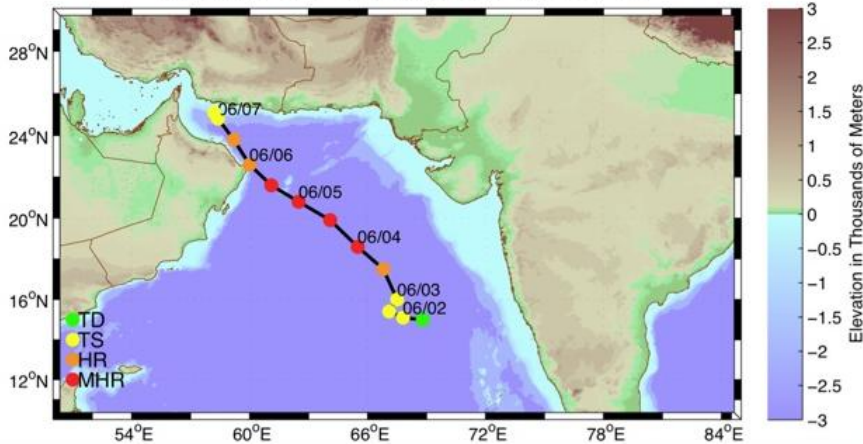 28°N
24°N
20°N
16°N
12°N
54°E
60°E
66°E
72°E
78°E
84°E
06/07
06/06
06/05
06/04
06/03
06/02
TD
TS
HR
MHR
3
2.5
2
1.5
1
0.5
0
−0.5
−1
−1.5
−2
−2.5
−3
Elevation in Thousands of Meters